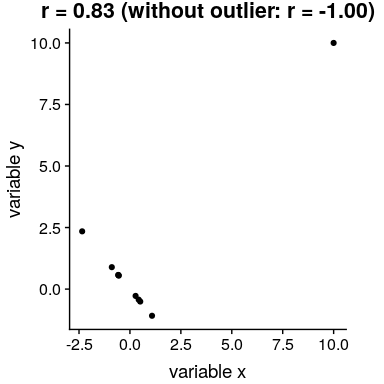 r = 0.83 (without outlier: r = -1.00)
10.0
7.5
5.0
2.5
0.0
variable y
-2.5 0.0 2.5 5.0 7.5 10.0
variable x